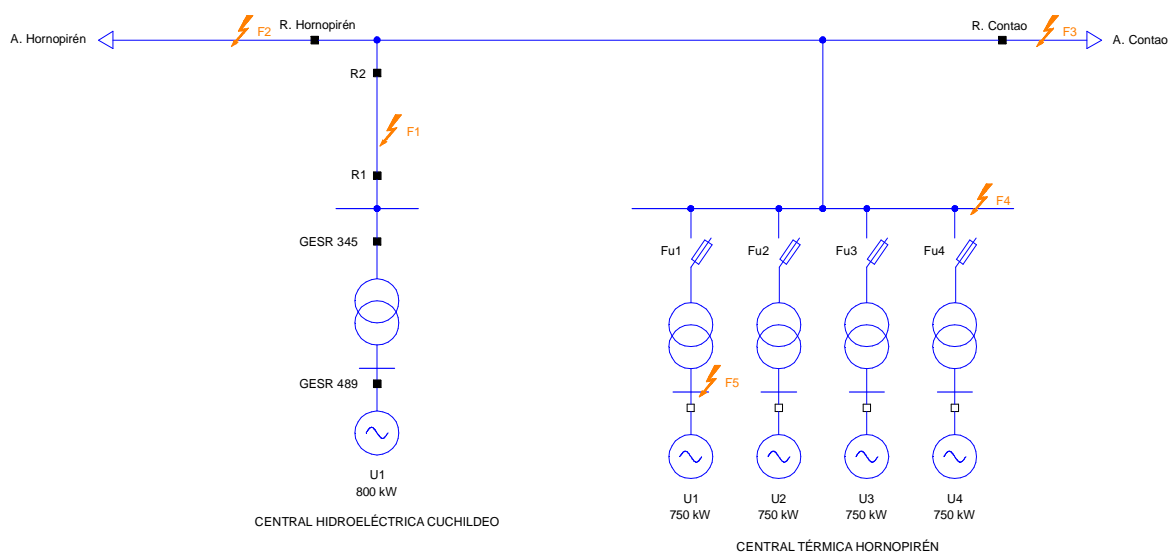 R. Hornopirén
R. Contao
A. Hornopirén
F2
F3
A. Contao
R2
F1
R1
F4
GESR 345
Fu1
Fu2
Fu3
Fu4
GESR 489
F5
U1
800 kW
U1
750 kW
U2
750 kW
U3
750 kW
U4
750 kW
CENTRAL HIDROELÉCTRICA CUCHILDEO
CENTRAL TÉRMICA HORNOPIRÉN